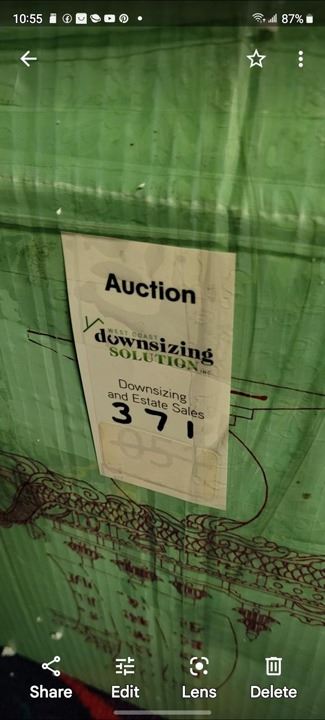 10:55
87%
Auction
WEST COAST
downsizing
SOLUTION INC.
Downsizing
and Estate Sales
371
Share Edit Lens Delete